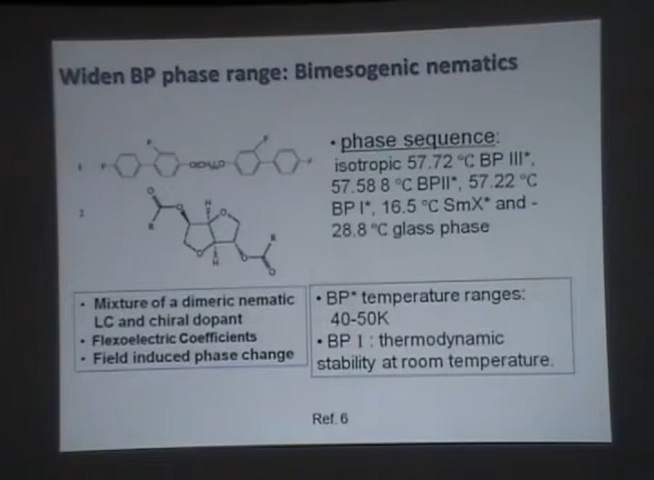 Widen BP phase range: Bimesogenic nematics
1
2
• phase sequence:
isotropic 57.72 °C BP III*,
57.58 8 °C BPII*, 57.22 °C
BP I*, 16.5 °C SmX* and -
28.8 °C glass phase
• Mixture of a dimeric nematic
LC and chiral dopant
• Flexoelectric Coefficients
• Field induced phase change
• BP* temperature ranges:
40-50K
• BP I : thermodynamic
stability at room temperature.
Ref. 6